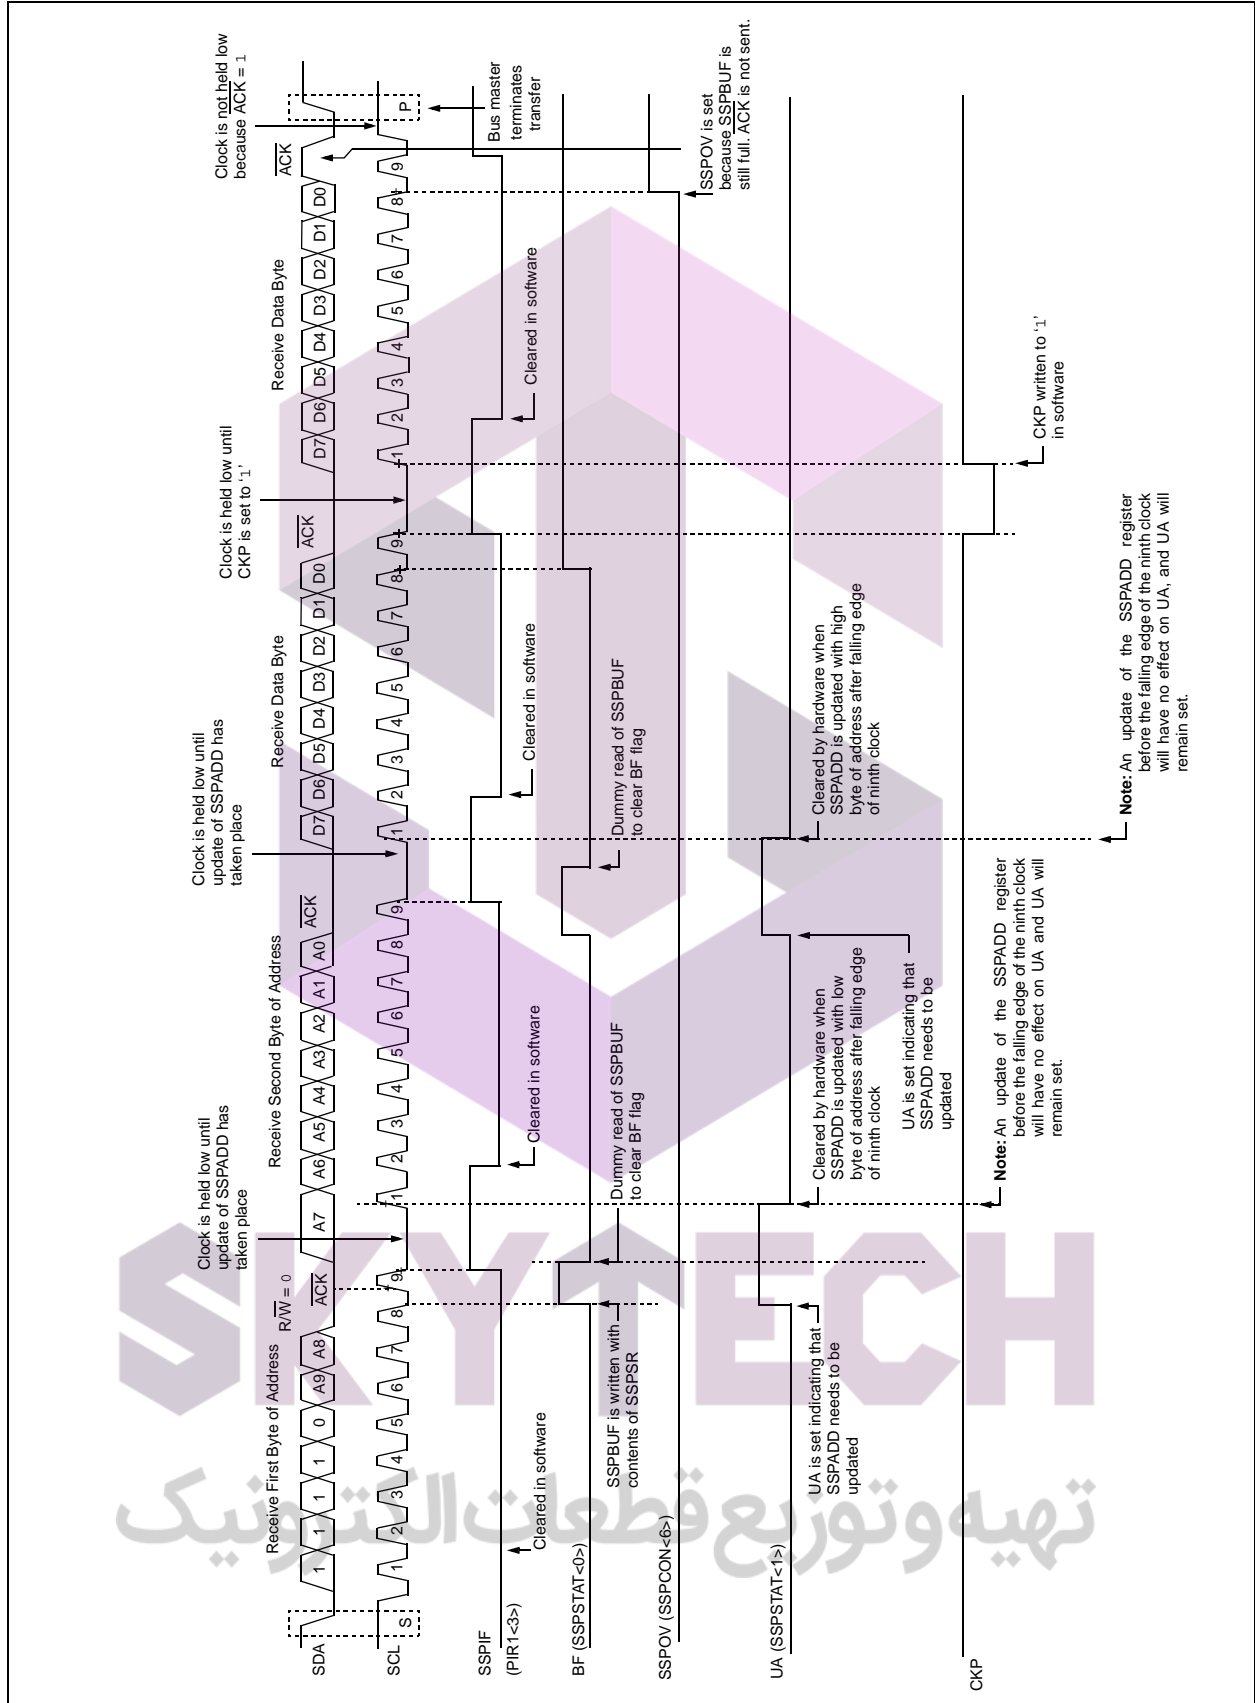 Receive First Byte of Address
R/W = 0
Clock is held low until
update of SSPADD has
taken place
Receive Second Byte of Address
Clock is held low until
update of SSPADD has
taken place
Receive Data Byte
Clock is held low until
CKP is set to ‘1’
Receive Data Byte
Clock is not held low
because ACK = 1
SDA
1 1 1 1 0 A9 A8 ACK A7 A6 A5 A4 A3 A2 A1 A0 ACK D7 D6 D5 D4 D3 D2 D1 D0 ACK D7 D6 D5 D4 D3 D2 D1 D0 ACK
SCL
S 1 2 3 4 5 6 7 8 9 1 2 3 4 5 6 7 8 9 1 2 3 4 5 6 7 8 9 1 2 3 4 5 6 7 8 9 P
Bus master
terminates
transfer
SSPIF
(PIR1<3>)
Cleared in software
Cleared in software
Cleared in software
Cleared in software
BF (SSPSTAT<0>)
SSPBUF is written with
contents of SSPSR
Dummy read of SSPBUF
to clear BF flag
Dummy read of SSPBUF
to clear BF flag
SSPOV (SSPCON<6>)
SSPOV is set
because SSPBUF is
still full. ACK is not sent.
UA (SSPSTAT<1>)
UA is set indicating that
SSPADD needs to be
updated
Cleared by hardware when
SSPADD is updated with low
byte of address after falling edge
of ninth clock
UA is set indicating that
SSPADD needs to be
updated
Cleared by hardware when
SSPADD is updated with high
byte of address after falling edge
of ninth clock
CKP
CKP written to ‘1’
in software
Note: An update of the SSPADD register
before the falling edge of the ninth clock
will have no effect on UA and UA will
remain set.
Note: An update of the SSPADD register
before the falling edge of the ninth clock
will have no effect on UA, and UA will
remain set.
SKYTECH
تهیه و توزیع قطعات الکترونیک